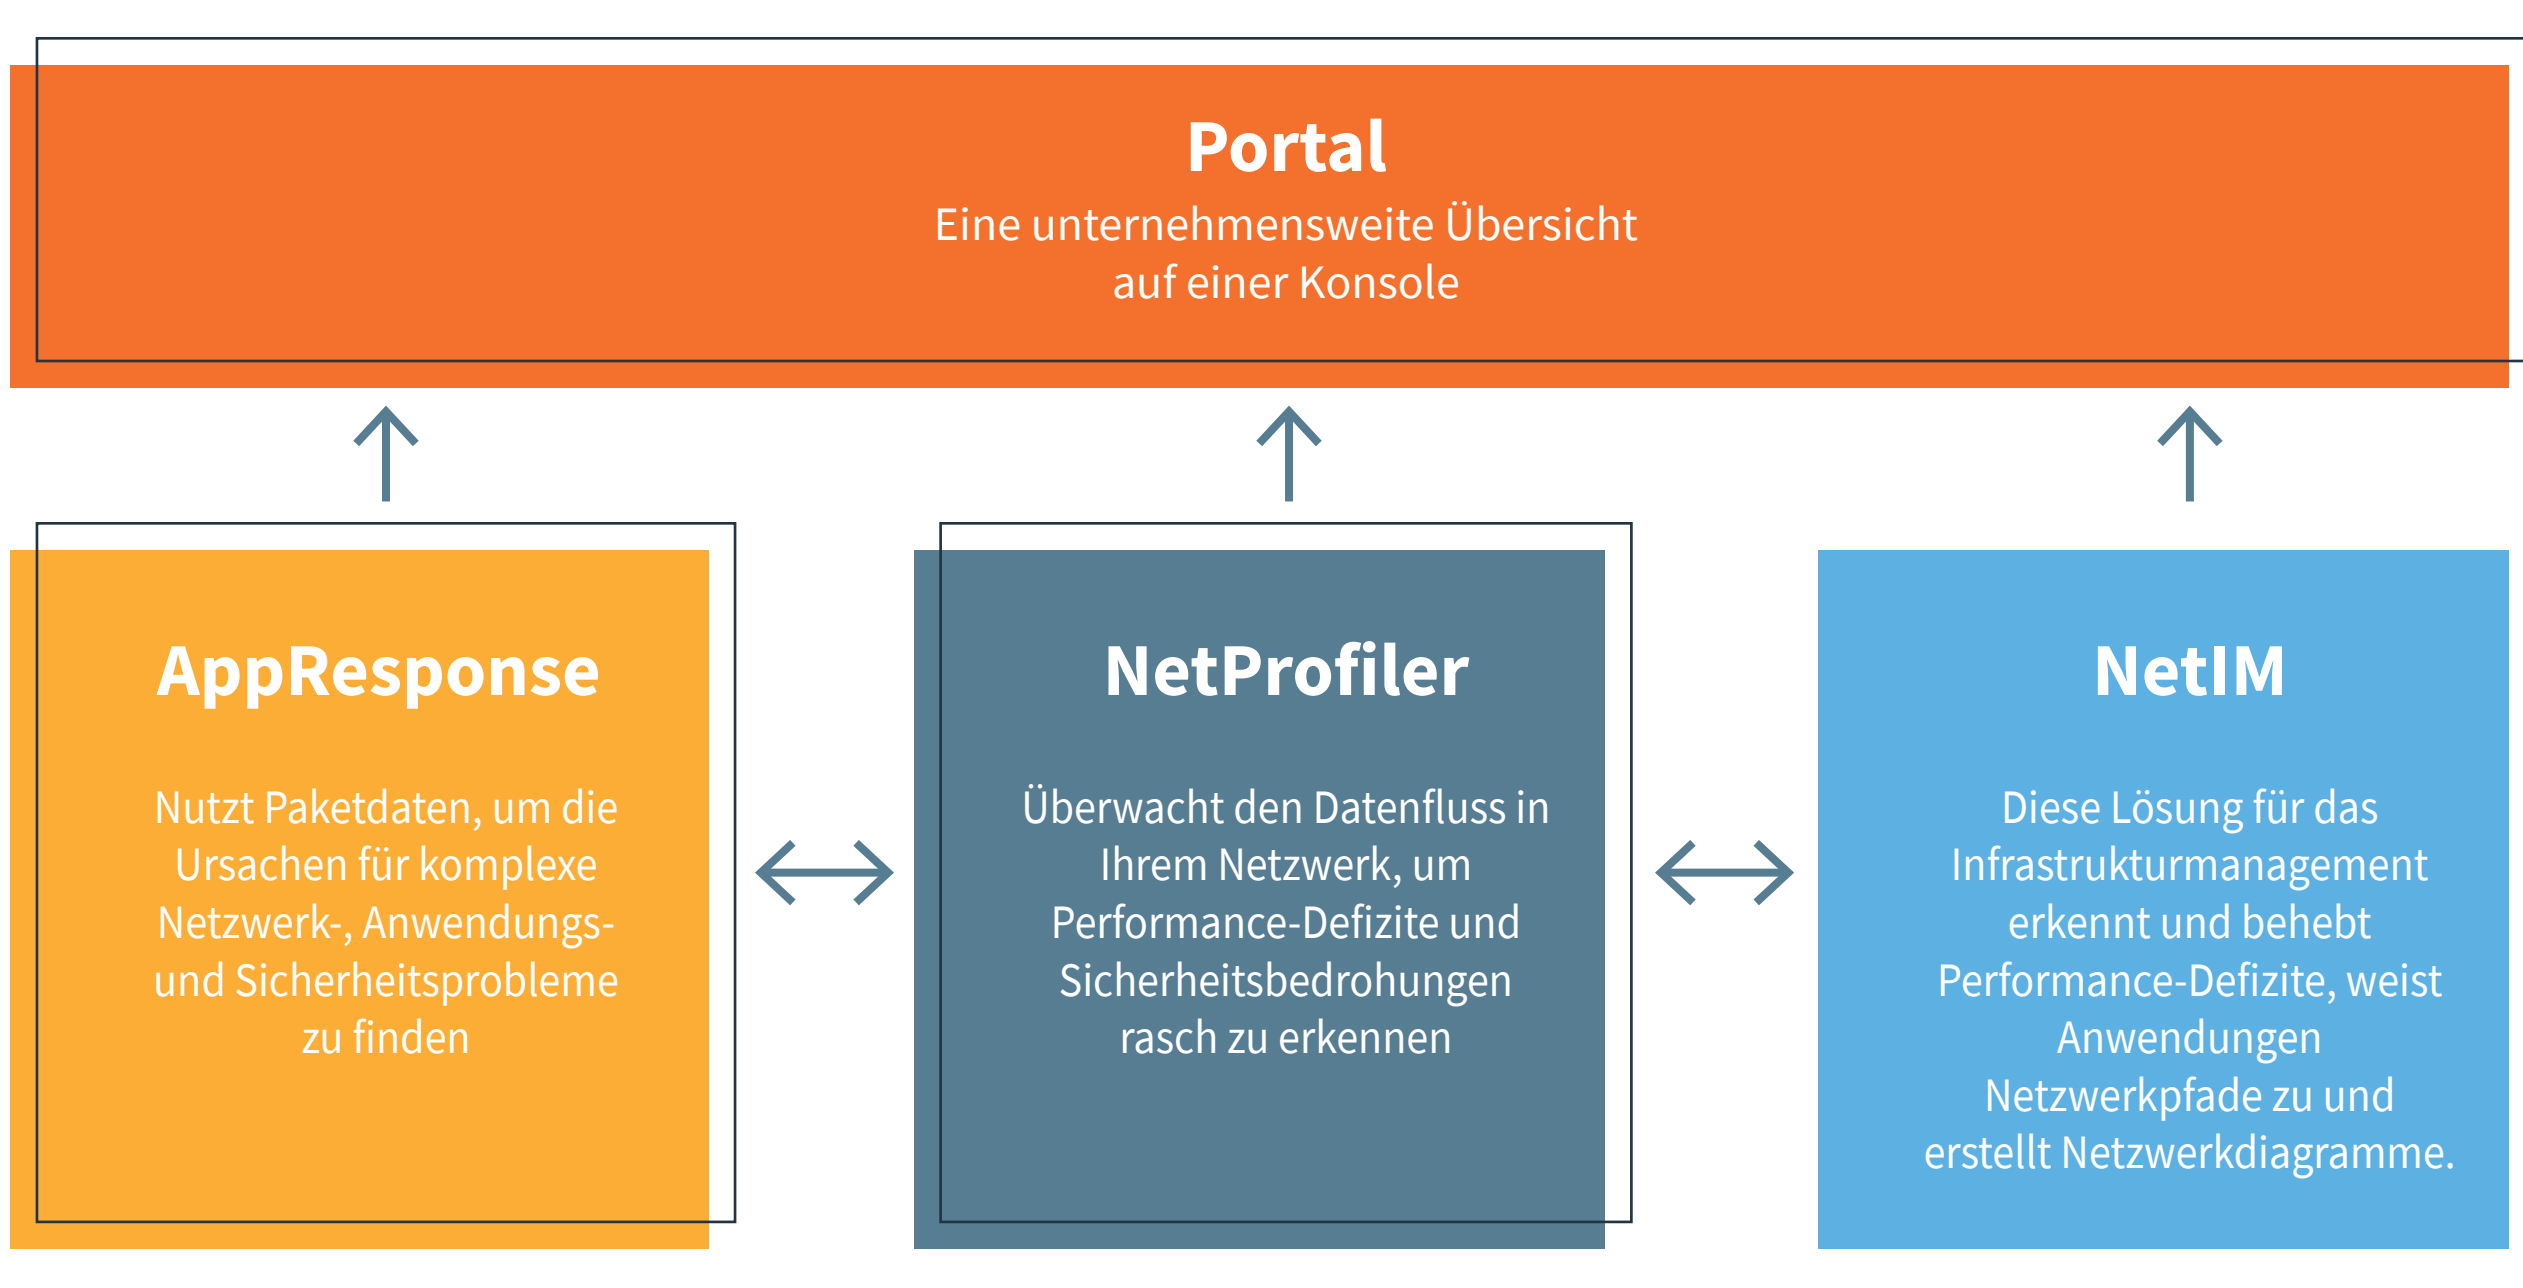 Portal
Eine unternehmensweite Übersicht
auf einer Konsole
AppResponse
Nutzt Paketdaten, um die
Ursachen für komplexe
Netzwerk-, Anwendungs-
und Sicherheitsprobleme
zu finden
NetProfiler
Überwacht den Datenfluss in
Ihrem Netzwerk, um
Performance-Defizite und
Sicherheitsbedrohungen
rasch zu erkennen
NetIM
Diese Lösung für das
Infrastrukturmanagement
erkennt und behebt
Performance-Defizite, weist
Anwendungen
Netzwerkpfade zu und
erstellt Netzwerkdiagramme.